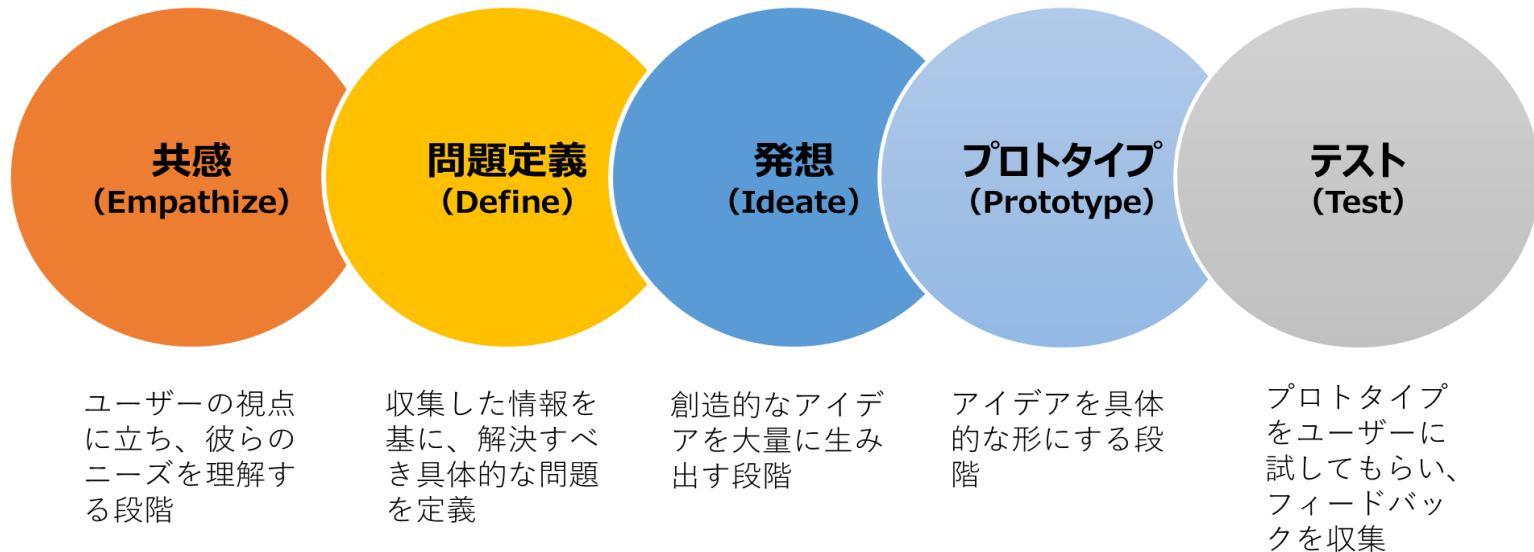 共感
（Empathize）
問題定義
（Define）
発想
（Ideate）
プロトタイプ
（Prototype）
テスト
（Test）
ユーザーの視点
に立ち、彼らの
ニーズを理解す
る段階
収集した情報を
基に、解決すべ
き具体的な問題
を定義
創造的なアイデ
アを大量に生み
出す段階
アイデアを具体
的な形にする段
階
プロトタイプ
をユーザーに
試してもらい、
フィードバッ
クを収集